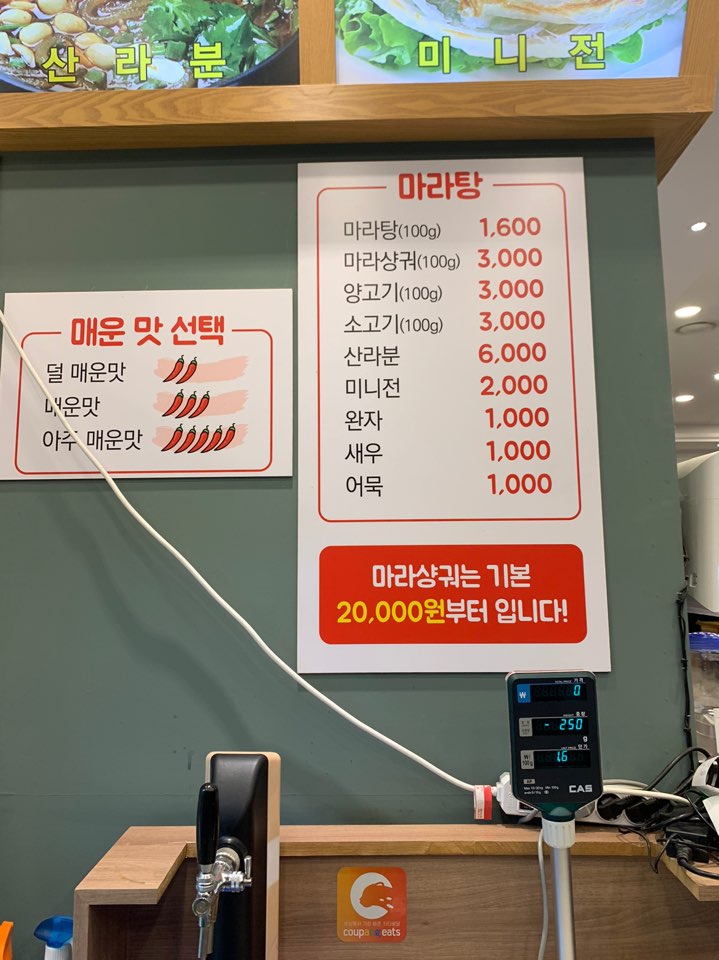 산라분
미니전
마라탕
마라탕(100g) 1,600
마라샹궈(100g) 3,000
양고기(100g) 3,000
소고기(100g) 3,000
산라분 6,000
미니전 2,000
완자 1,000
새우 1,000
어묵 1,000
마라샹궈는 기본
20,000원부터 입니다!
매운 맛 선택
덜 매운맛
매운맛
아주 매운맛
₩ 0
- 250
g
1.6
CAS
coupang eats